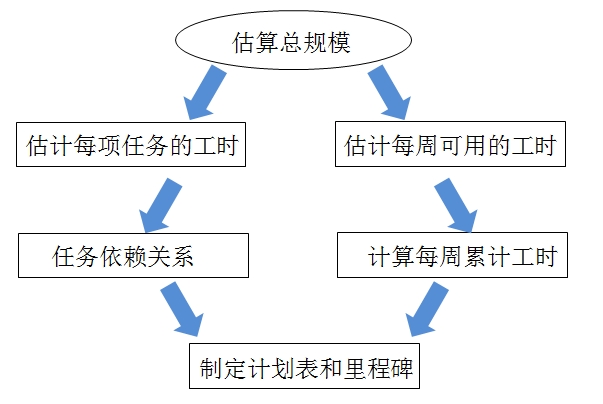 估算总规模
估计每项任务的工时
估计每周可用的工时
任务依赖关系
计算每周累计工时
制定计划表和里程碑